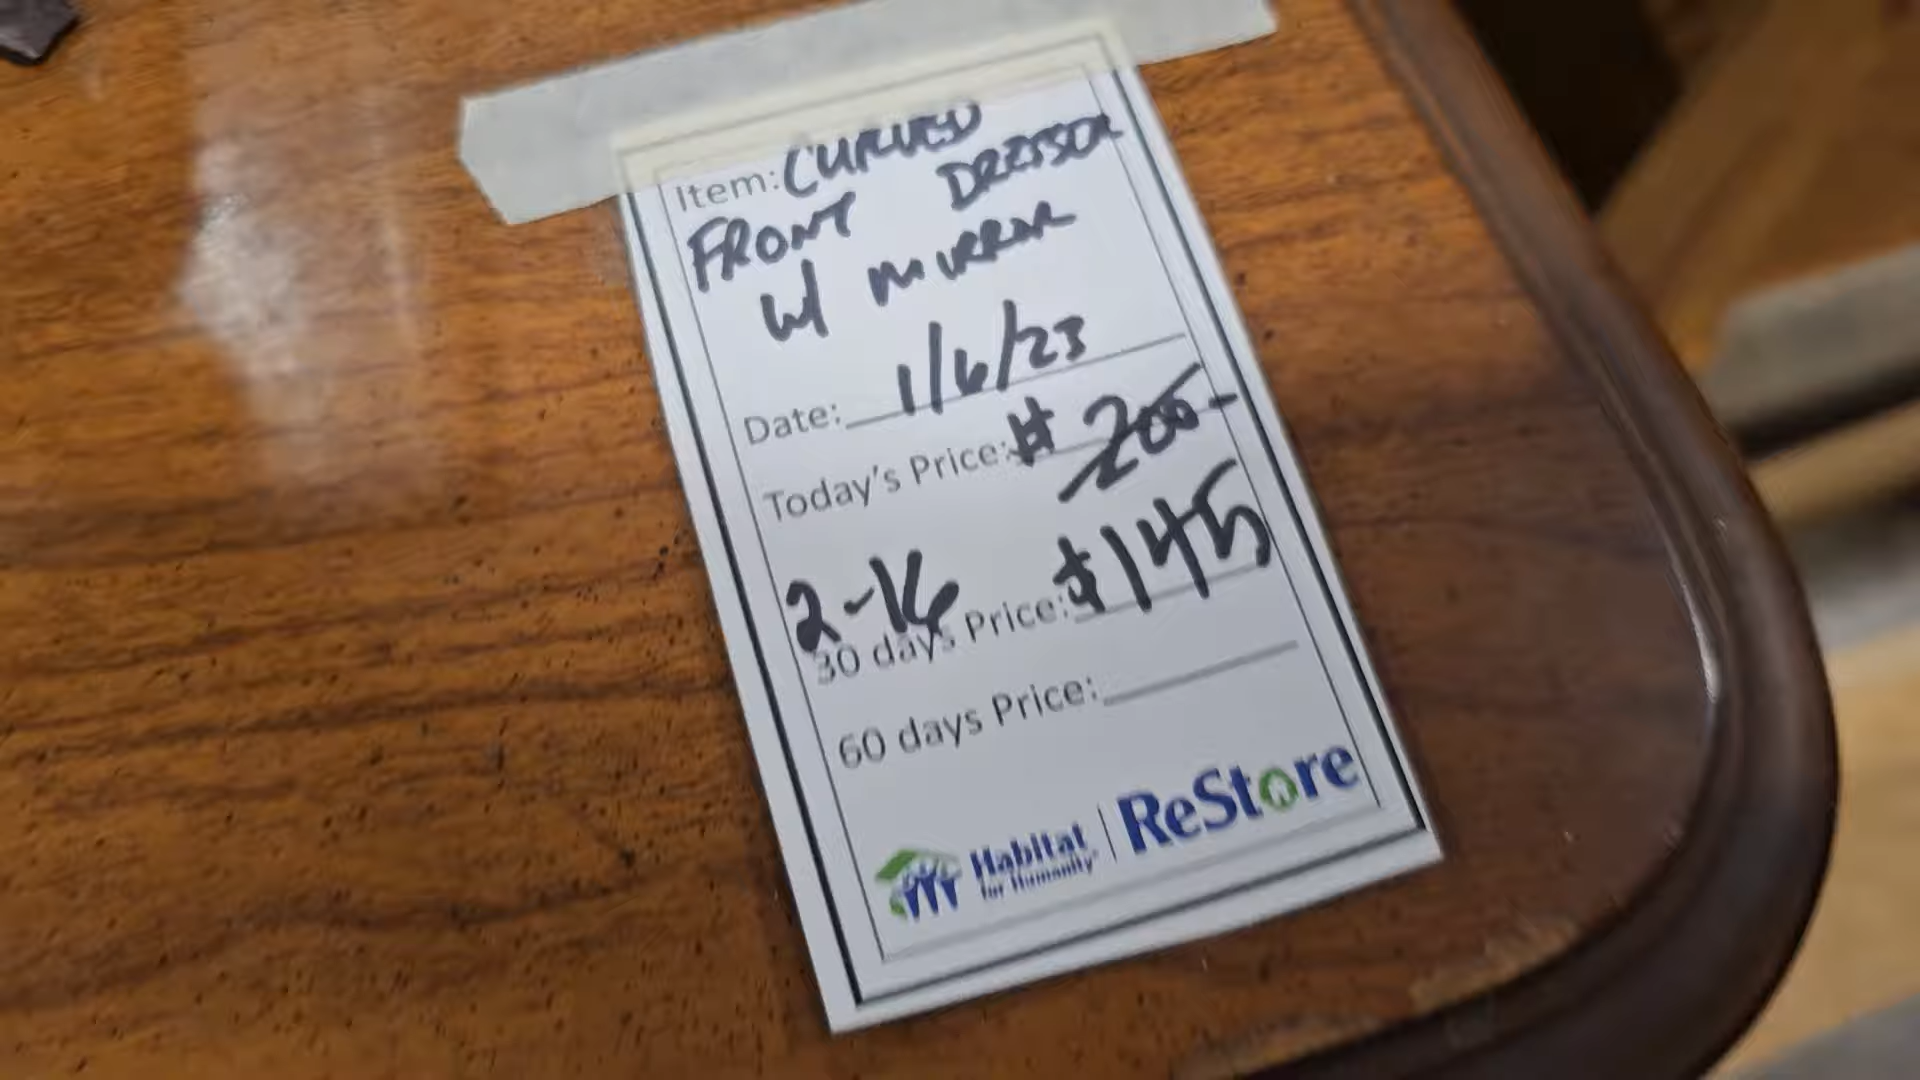 Item: CURVED
FRONT DRESSER
W/ MIRROR
Date: 1/6/23
Today's Price: $ 200-
2-16 $145
30 days Price:
60 days Price:
Habitat for Humanity | ReStore